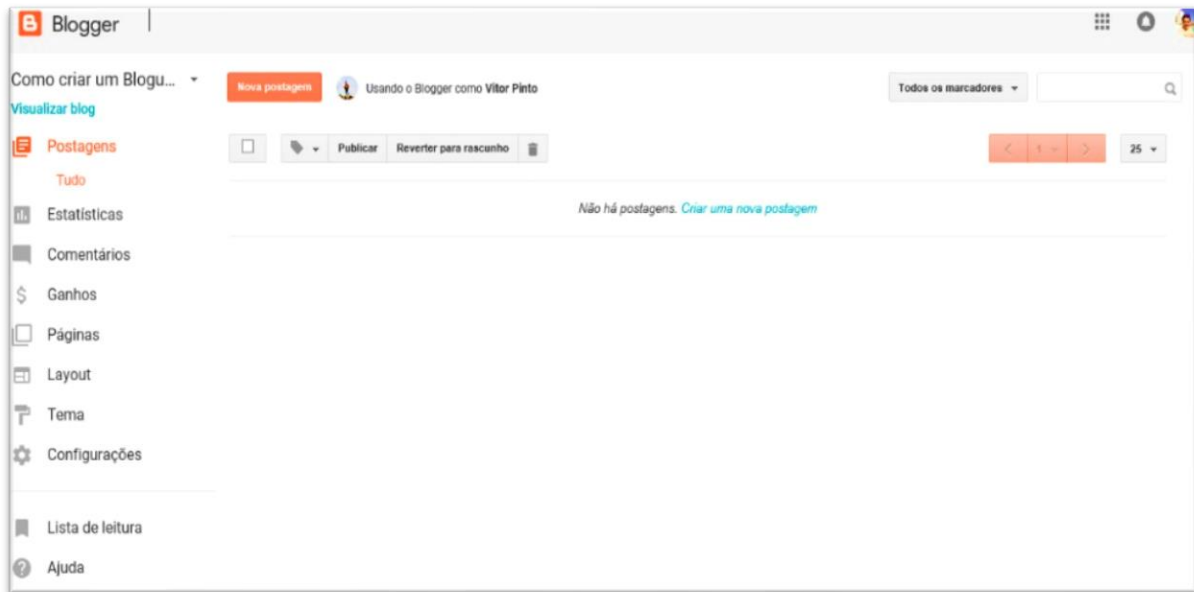 Blogger
Como criar um Blogu...
Visualizar blog
Nova postagem
Usando o Blogger como Vitor Pinto
Todos os marcadores
Postagens
Tudo
Publicar
Reverter para rascunho
1
25
Não há postagens. Criar uma nova postagem
Estatísticas
Comentários
Ganhos
Páginas
Layout
Tema
Configurações
Lista de leitura
Ajuda